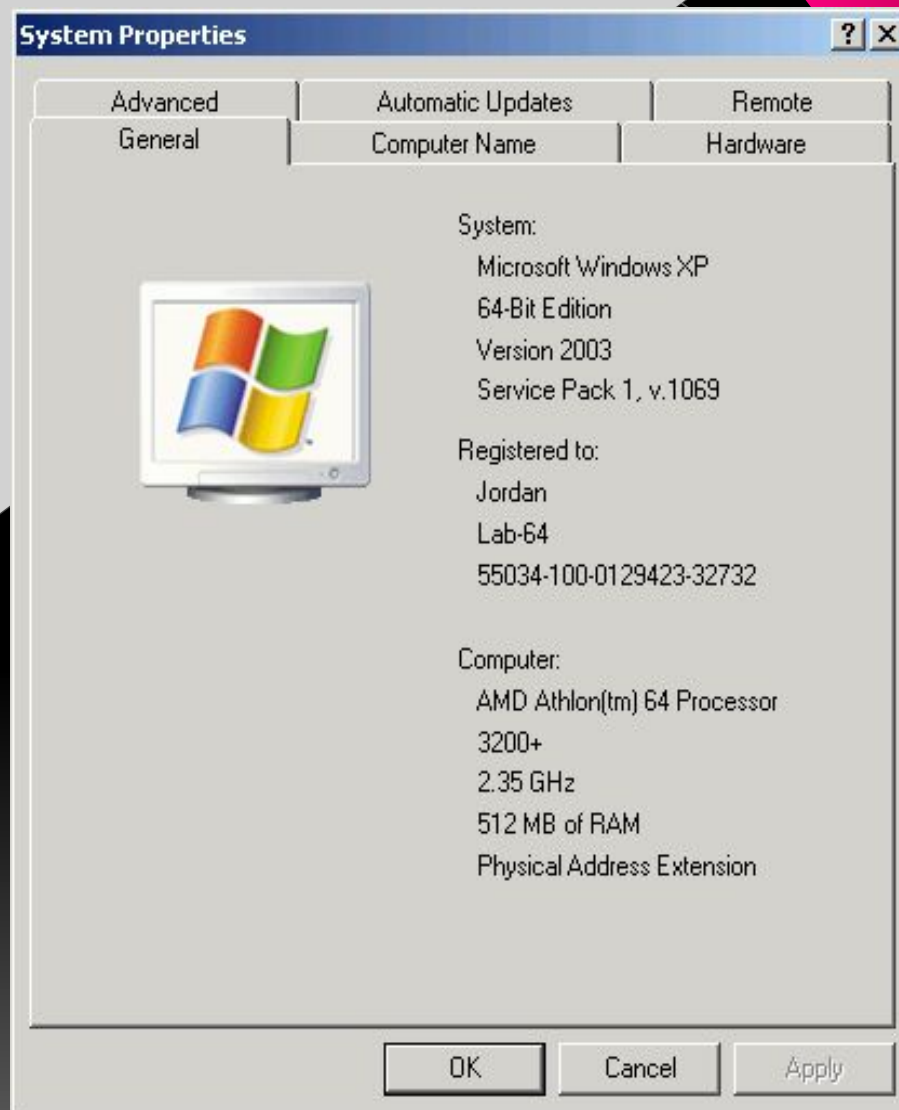 System Properties
Advanced Automatic Updates Remote
General Computer Name Hardware
System:
Microsoft Windows XP
64-Bit Edition
Version 2003
Service Pack 1, v.1069
Registered to:
Jordan
Lab-64
55034-100-0129423-32732
Computer:
AMD Athlon(tm) 64 Processor
3200+
2.35 GHz
512 MB of RAM
Physical Address Extension
OK Cancel Apply